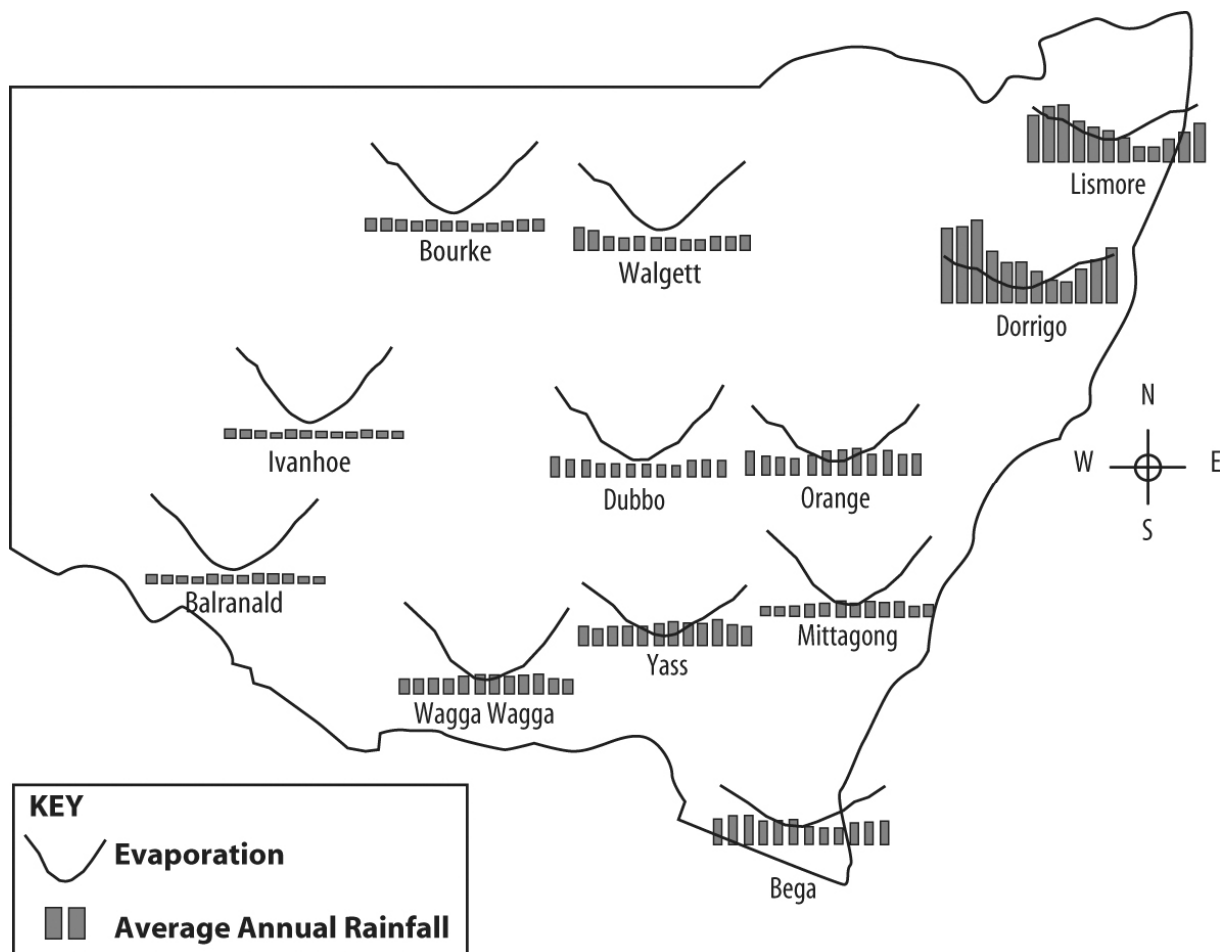 Lismore
Bourke
Walgett
Dorrigo
N
W
E
S
Ivanhoe
Dubbo
Orange
Balranald
Mittagong
Yass
Wagga Wagga
Bega
KEY
Evaporation
Average Annual Rainfall